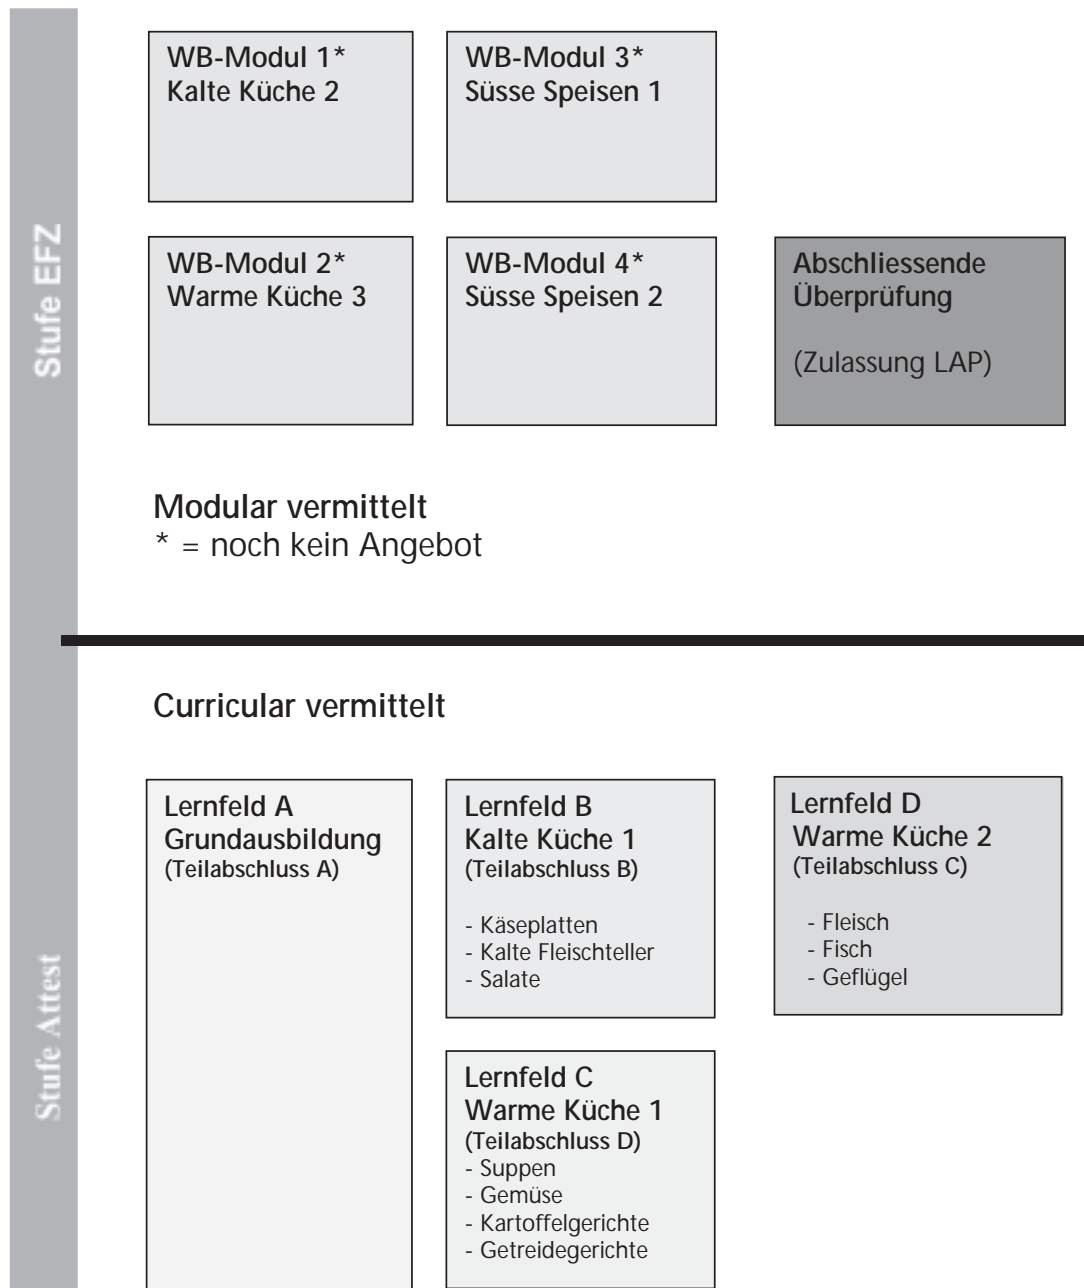 Stufe EFZ
WB-Modul 1*
Kalte Küche 2
WB-Modul 3*
Süsse Speisen 1
WB-Modul 2*
Warme Küche 3
WB-Modul 4*
Süsse Speisen 2
Abschliessende
Überprüfung
(Zulassung LAP)
Modular vermittelt
* = noch kein Angebot
Stufe Attest
Curricular vermittelt
Lernfeld A
Grundausbildung
(Teilabschluss A)
Lernfeld B
Kalte Küche 1
(Teilabschluss B)
- Käseplatten
- Kalte Fleischteller
- Salate
Lernfeld D
Warme Küche 2
(Teilabschluss C)
- Fleisch
- Fisch
- Geflügel
Lernfeld C
Warme Küche 1
(Teilabschluss D)
- Suppen
- Gemüse
- Kartoffelgerichte
- Getreidegerichte